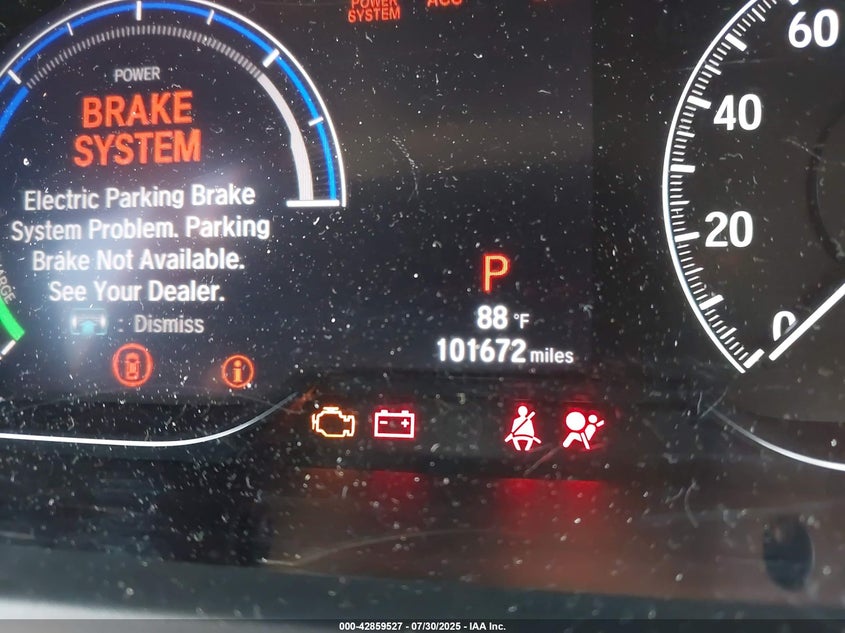 POWER
SYSTEM
ACC
60
POWER
BRAKE
SYSTEM
40
Electric Parking Brake
System Problem. Parking
Brake Not Available.
See Your Dealer.
: Dismiss
20
P
88 °F
101672 miles
0
000-42859527 - 07/30/2025 - IAA Inc.